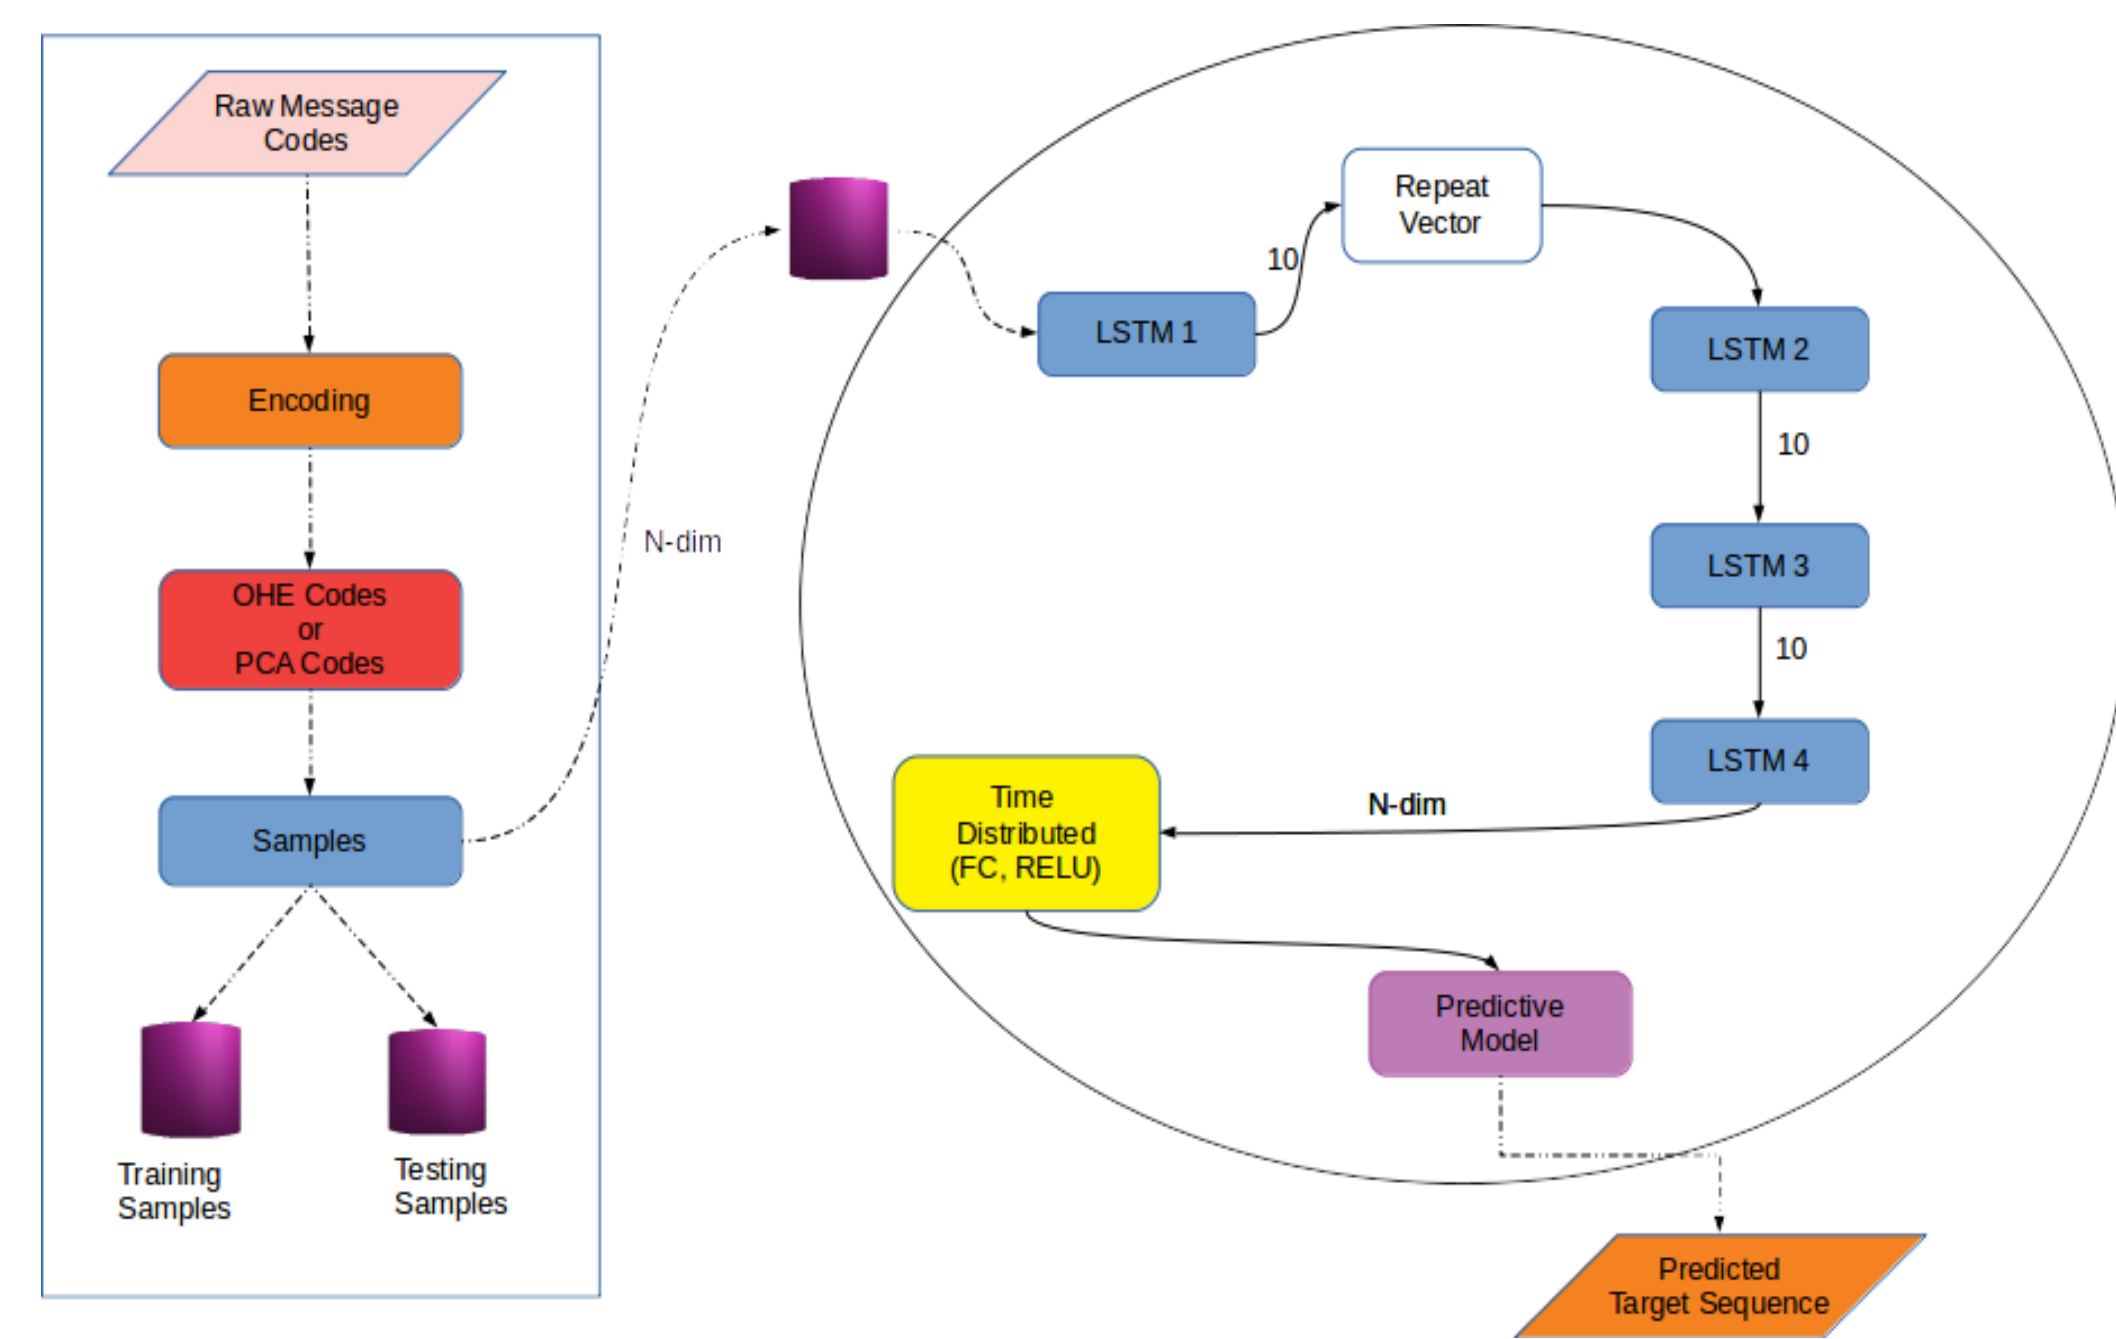 Raw Message
Codes
Encoding
OHE Codes
or
PCA Codes
Samples
Training
Samples
Testing
Samples
N-dim
LSTM 1
10
Repeat
Vector
LSTM 2
10
LSTM 3
10
LSTM 4
N-dim
Time
Distributed
(FC, RELU)
Predictive
Model
Predicted
Target Sequence